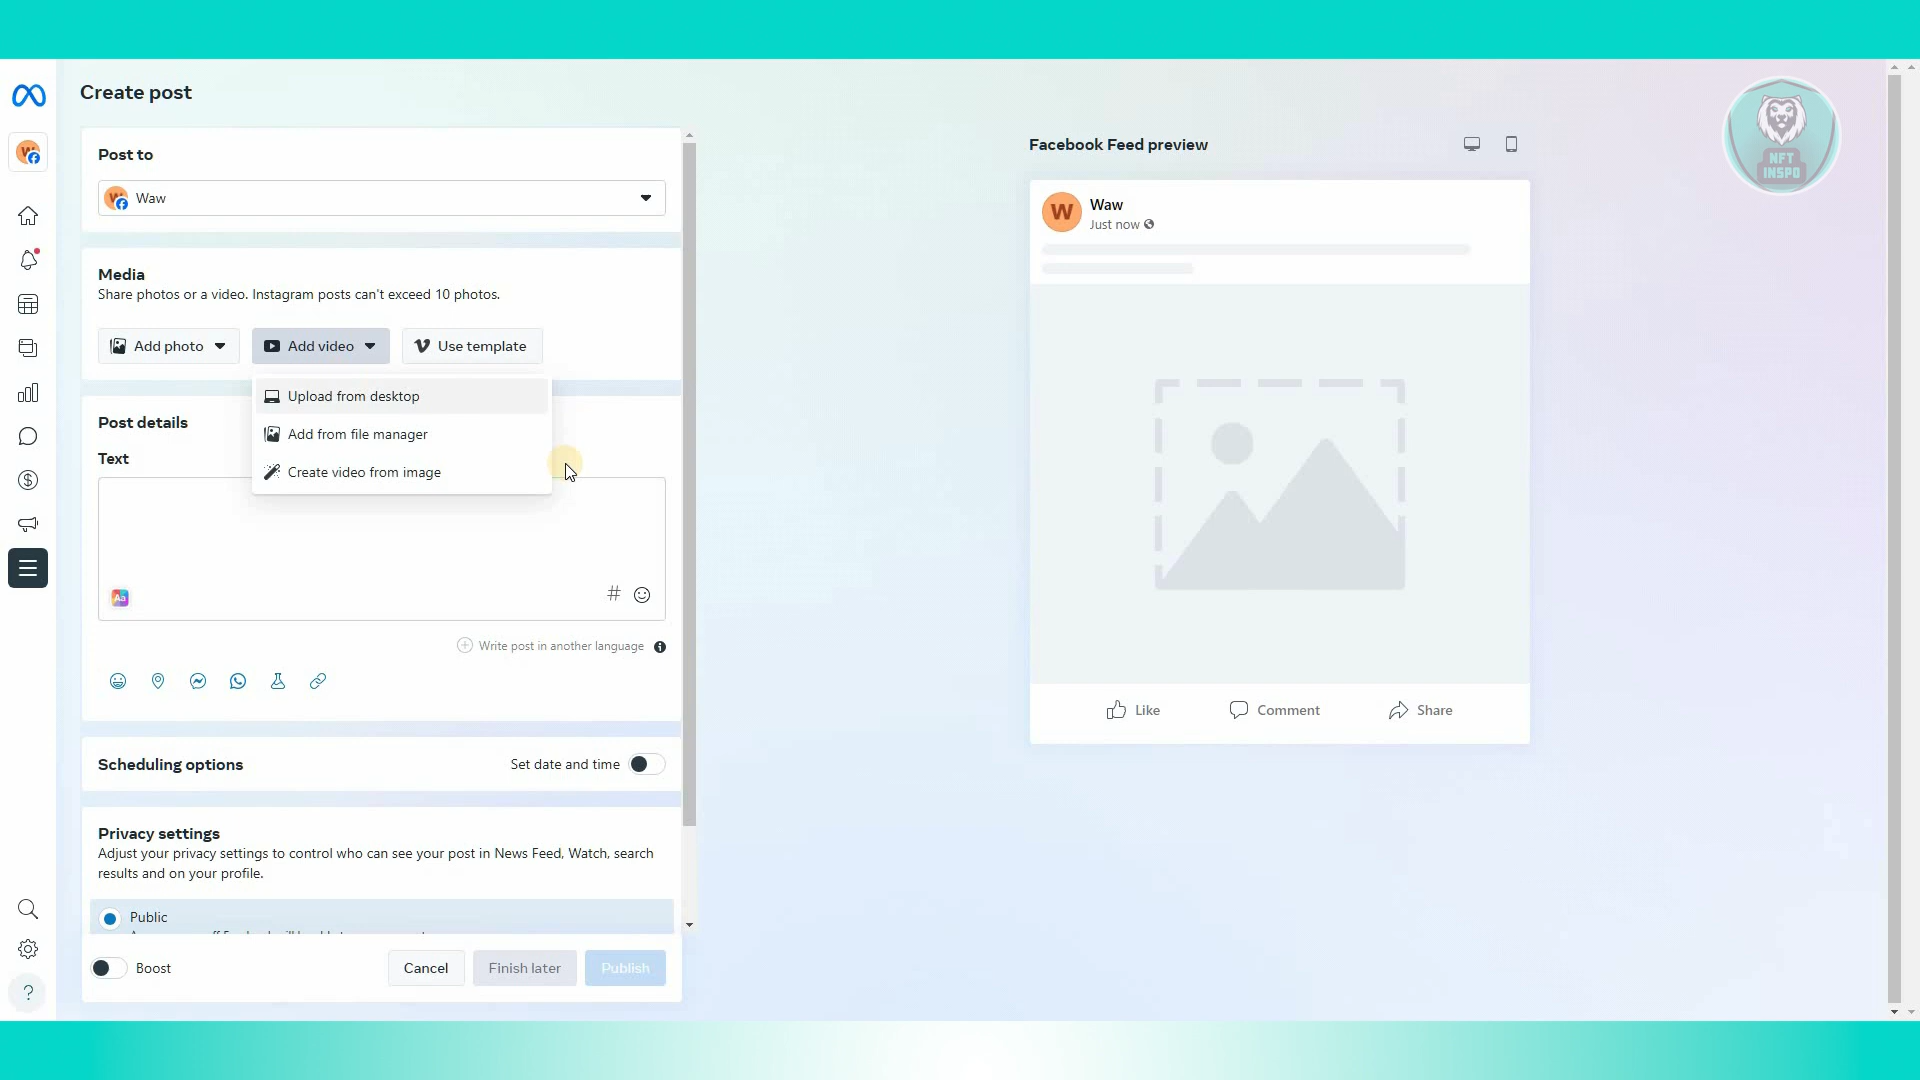 Create post
Post to
Waw
Media
Share photos or a video. Instagram posts can't exceed 10 photos.
Add photo
Add video
Use template
Upload from desktop
Add from file manager
Create video from image
Post details
Text
Aa
#
Write post in another language
Scheduling options
Set date and time
Privacy settings
Adjust your privacy settings to control who can see your post in News Feed, Watch, search
results and on your profile.
Public
Boost
Cancel
Finish later
Publish
Facebook Feed preview
W
Waw
Just now
Like
Comment
Share
NFT
INSPO